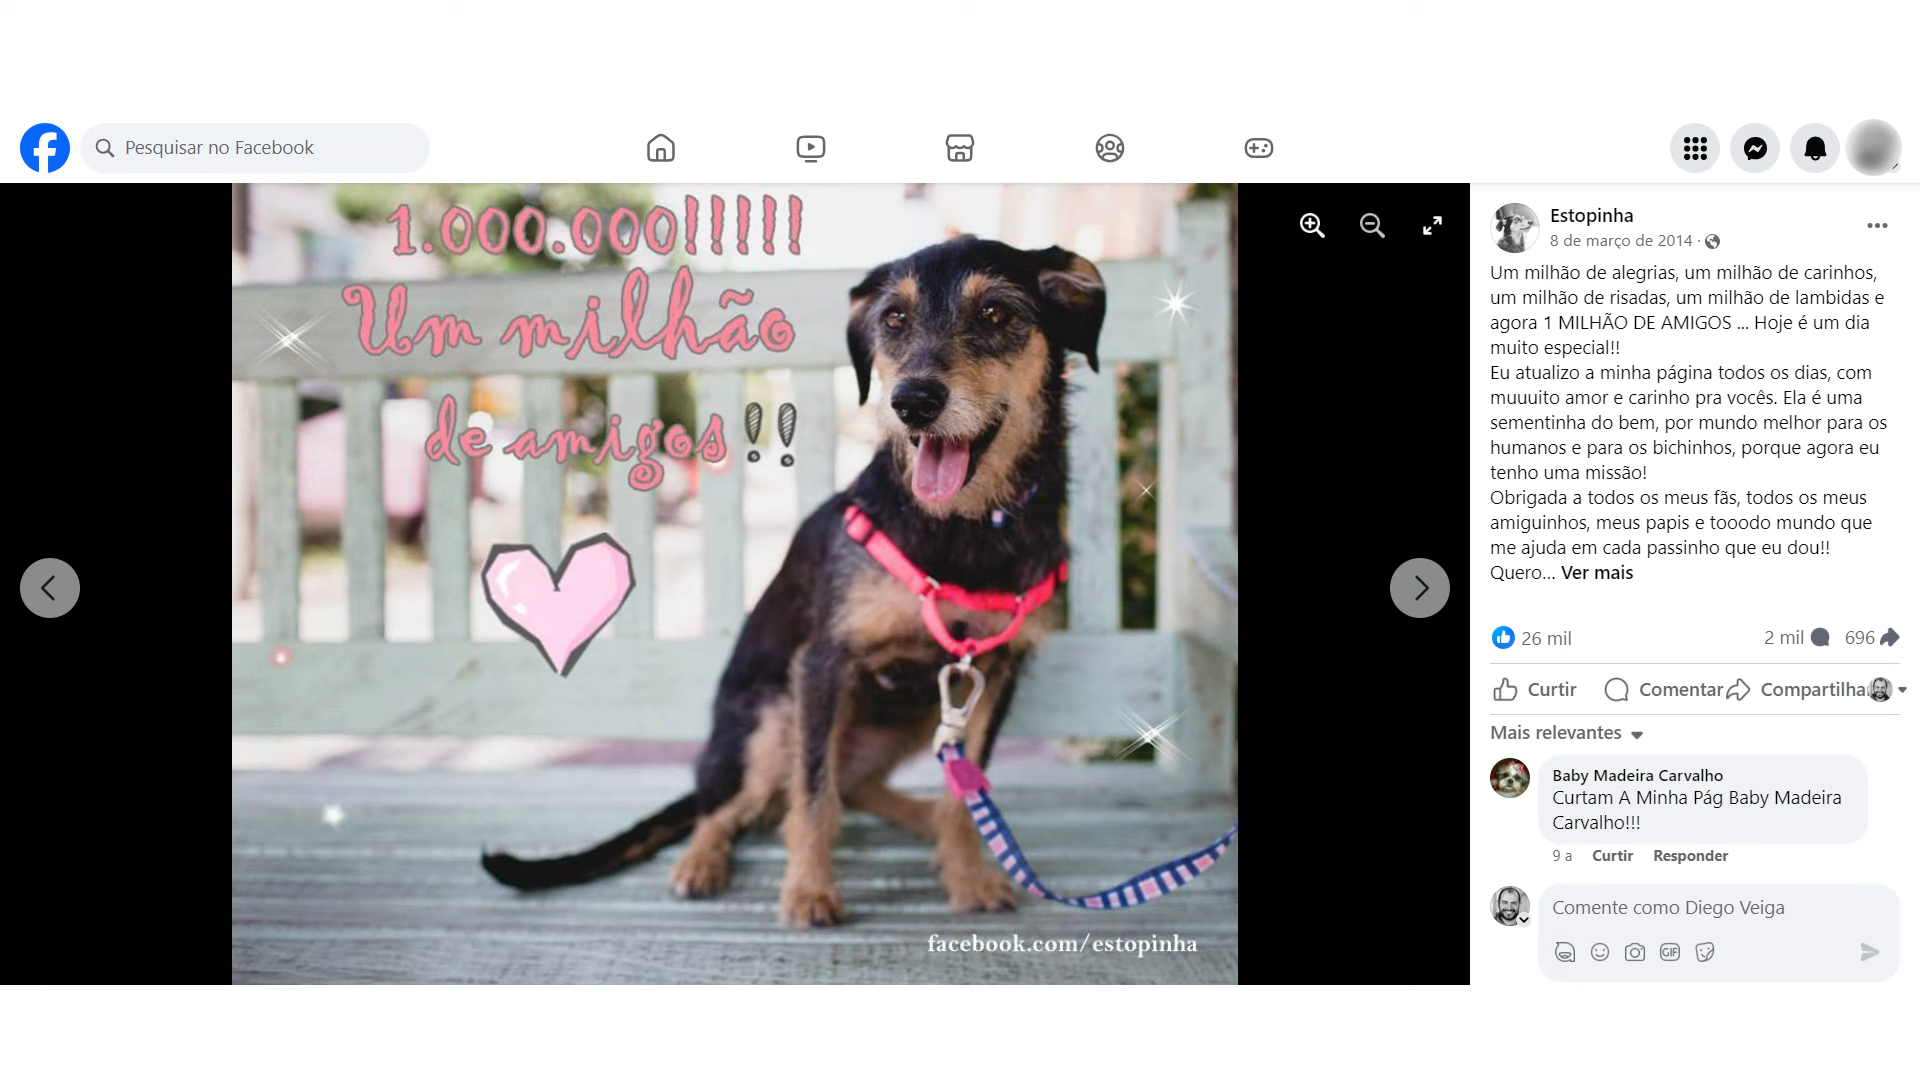 Pesquisar no Facebook
1.000.000!!!!!
Um milhão
de amigos!!
facebook.com/estopinha
Estopinha
8 de março de 2014 ·
Um milhão de alegrias, um milhão de carinhos,
um milhão de risadas, um milhão de lambidas e
agora 1 MILHÃO DE AMIGOS ... Hoje é um dia
muito especial!!
Eu atualizo a minha página todos os dias, com
muuuito amor e carinho pra vocês. Ela é uma
sementinha do bem, por mundo melhor para os
humanos e para os bichinhos, porque agora eu
tenho uma missão!
Obrigada a todos os meus fãs, todos os meus
amiguinhos, meus papis e tooodo mundo que
me ajuda em cada passinho que eu dou!!
Quero... Ver mais
26 mil 2 mil 696
Curtir Comentar Compartilha
Mais relevantes
Baby Madeira Carvalho
Curtam A Minha Pág Baby Madeira
Carvalho!!!
9 a Curtir Responder
Comente como Diego Veiga
GIF